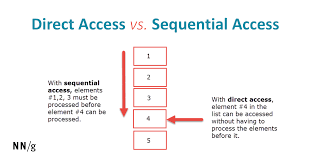 Direct Access vs. Sequential Access
With sequential
access, elements
#1,2, 3 must be
processed before
element #4 can be
processed.
1
2
3
4
5
With direct access,
element #4 in the
list can be accessed
without having to
process the elements
before it.
NN/g